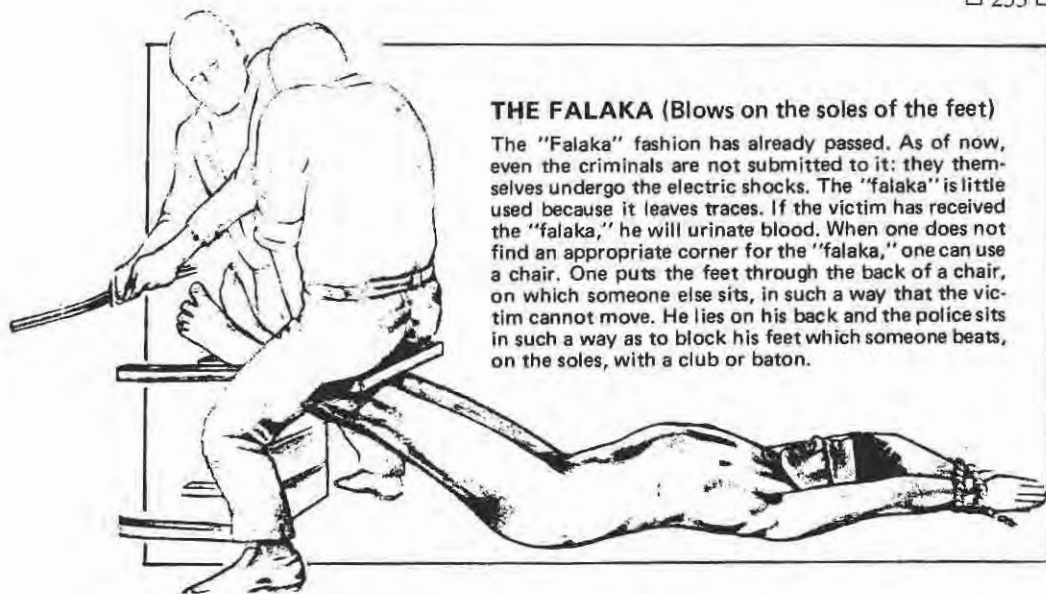 □ 255 □
THE FALAKA (Blows on the soles of the feet)
The "Falaka" fashion has already passed. As of now,
even the criminals are not submitted to it: they them-
selves undergo the electric shocks. The "falaka" is little
used because it leaves traces. If the victim has received
the "falaka," he will urinate blood. When one does not
find an appropriate corner for the "falaka," one can use
a chair. One puts the feet through the back of a chair,
on which someone else sits, in such a way that the vic-
tim cannot move. He lies on his back and the police sits
in such a way as to block his feet which someone beats,
on the soles, with a club or baton.